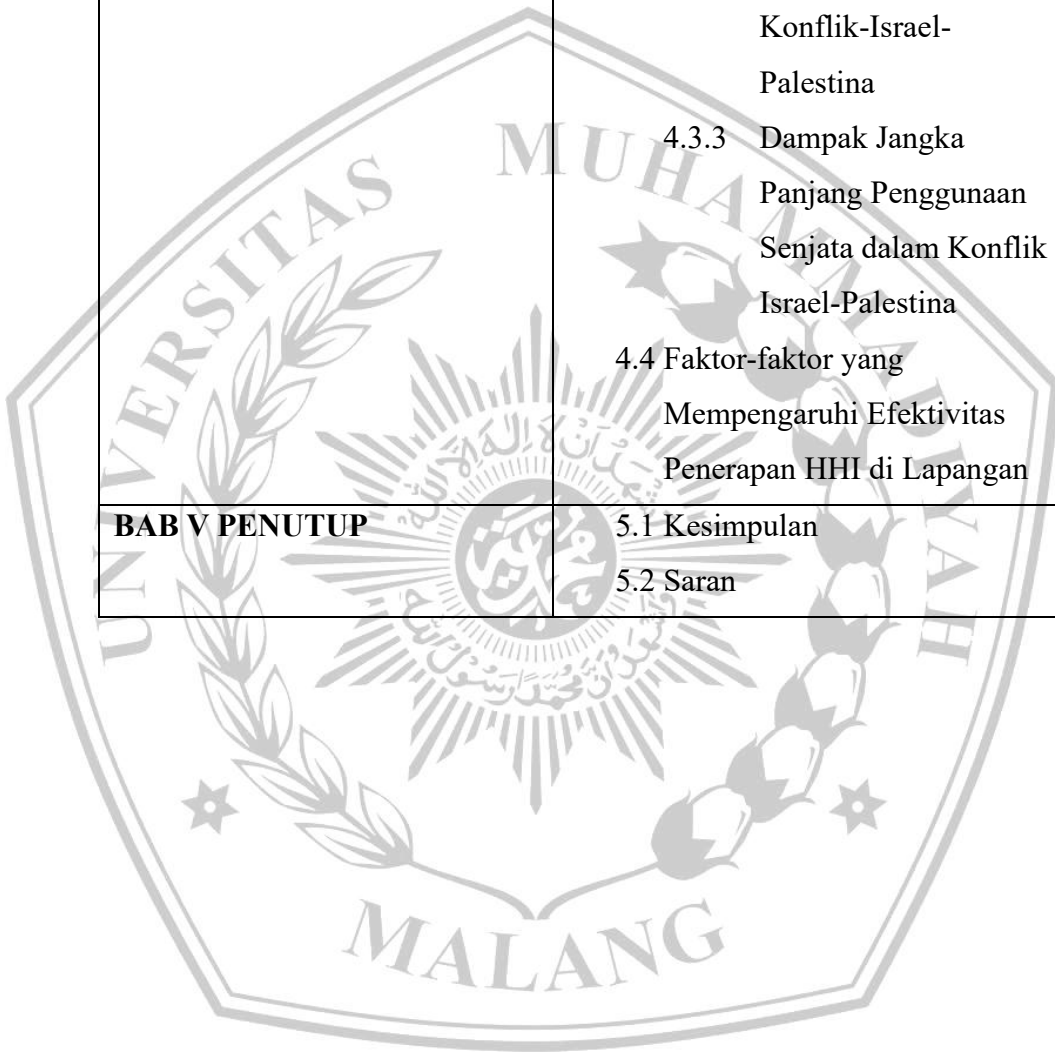 Konflik-Israel-
Palestina
4.3.3 Dampak Jangka
Panjang Penggunaan
Senjata dalam Konflik
Israel-Palestina
4.4 Faktor-faktor yang
Mempengaruhi Efektivitas
Penerapan HHI di Lapangan
BAB V PENUTUP
5.1 Kesimpulan
5.2 Saran
UNIVERSITAS MUHAMMADIYAH
MALANG